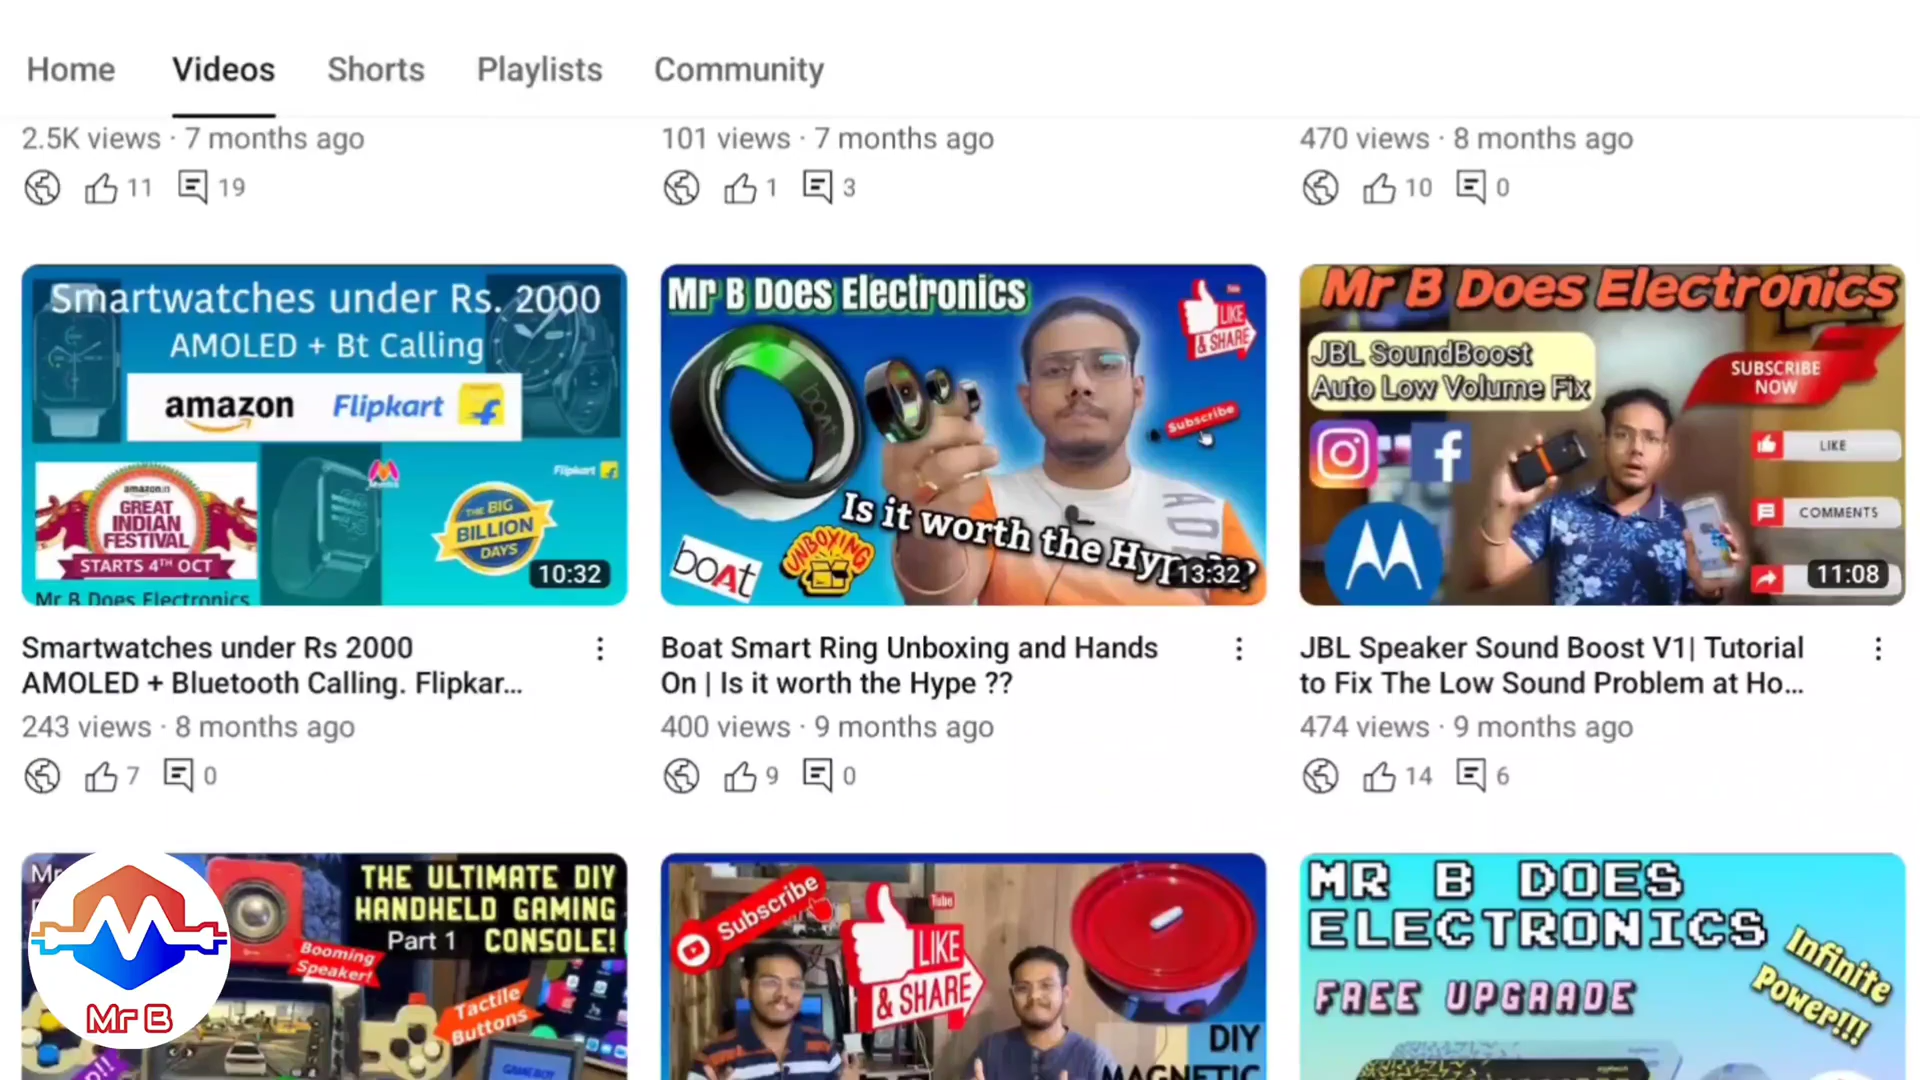 Home Videos Shorts Playlists Community
2.5K views · 7 months ago
11 19
101 views · 7 months ago
1 3
470 views · 8 months ago
10 0
Smartwatches under Rs. 2000
AMOLED + Bt Calling
amazon Flipkart
amazon.in
GREAT
INDIAN
FESTIVAL
STARTS 4TH OCT
Flipkart
THE BIG
BILLION
DAYS
10:32
Mr B Does Electronics
Mr B Does Electronics
LIKE
& SHARE
boAt
Subscribe
Is it worth the
boAt
UNBOXING
13:32
Mr B Does Electronics
JBL SoundBoost
Auto Low Volume Fix
SUBSCRIBE
NOW
LIKE
COMMENTS
11:08
Smartwatches under Rs 2000
AMOLED + Bluetooth Calling. Flipkar...
243 views · 8 months ago
7 0
Boat Smart Ring Unboxing and Hands
On | Is it worth the Hype ??
400 views · 9 months ago
9 0
JBL Speaker Sound Boost V1| Tutorial
to Fix The Low Sound Problem at Ho...
474 views · 9 months ago
14 6
THE ULTIMATE DIY
HANDHELD GAMING
Part 1 CONSOLE!
Booming
Speaker!
Tactile
Buttons
Mr B
Subscribe
Tube
LIKE
& SHARE
DIY
MAGNETIC
MR B DOES
ELECTRONICS
Infinite
Power!!!
FREE UPGRADE